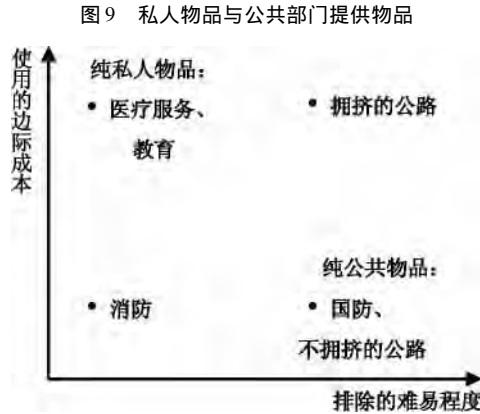 图9 私人物品与公共部门提供物品
使用的边际成本
纯私人物品：
• 医疗服务、
教育
• 拥挤的公路
• 消防
纯公共物品：
• 国防、
不拥挤的公路
排除的难易程度